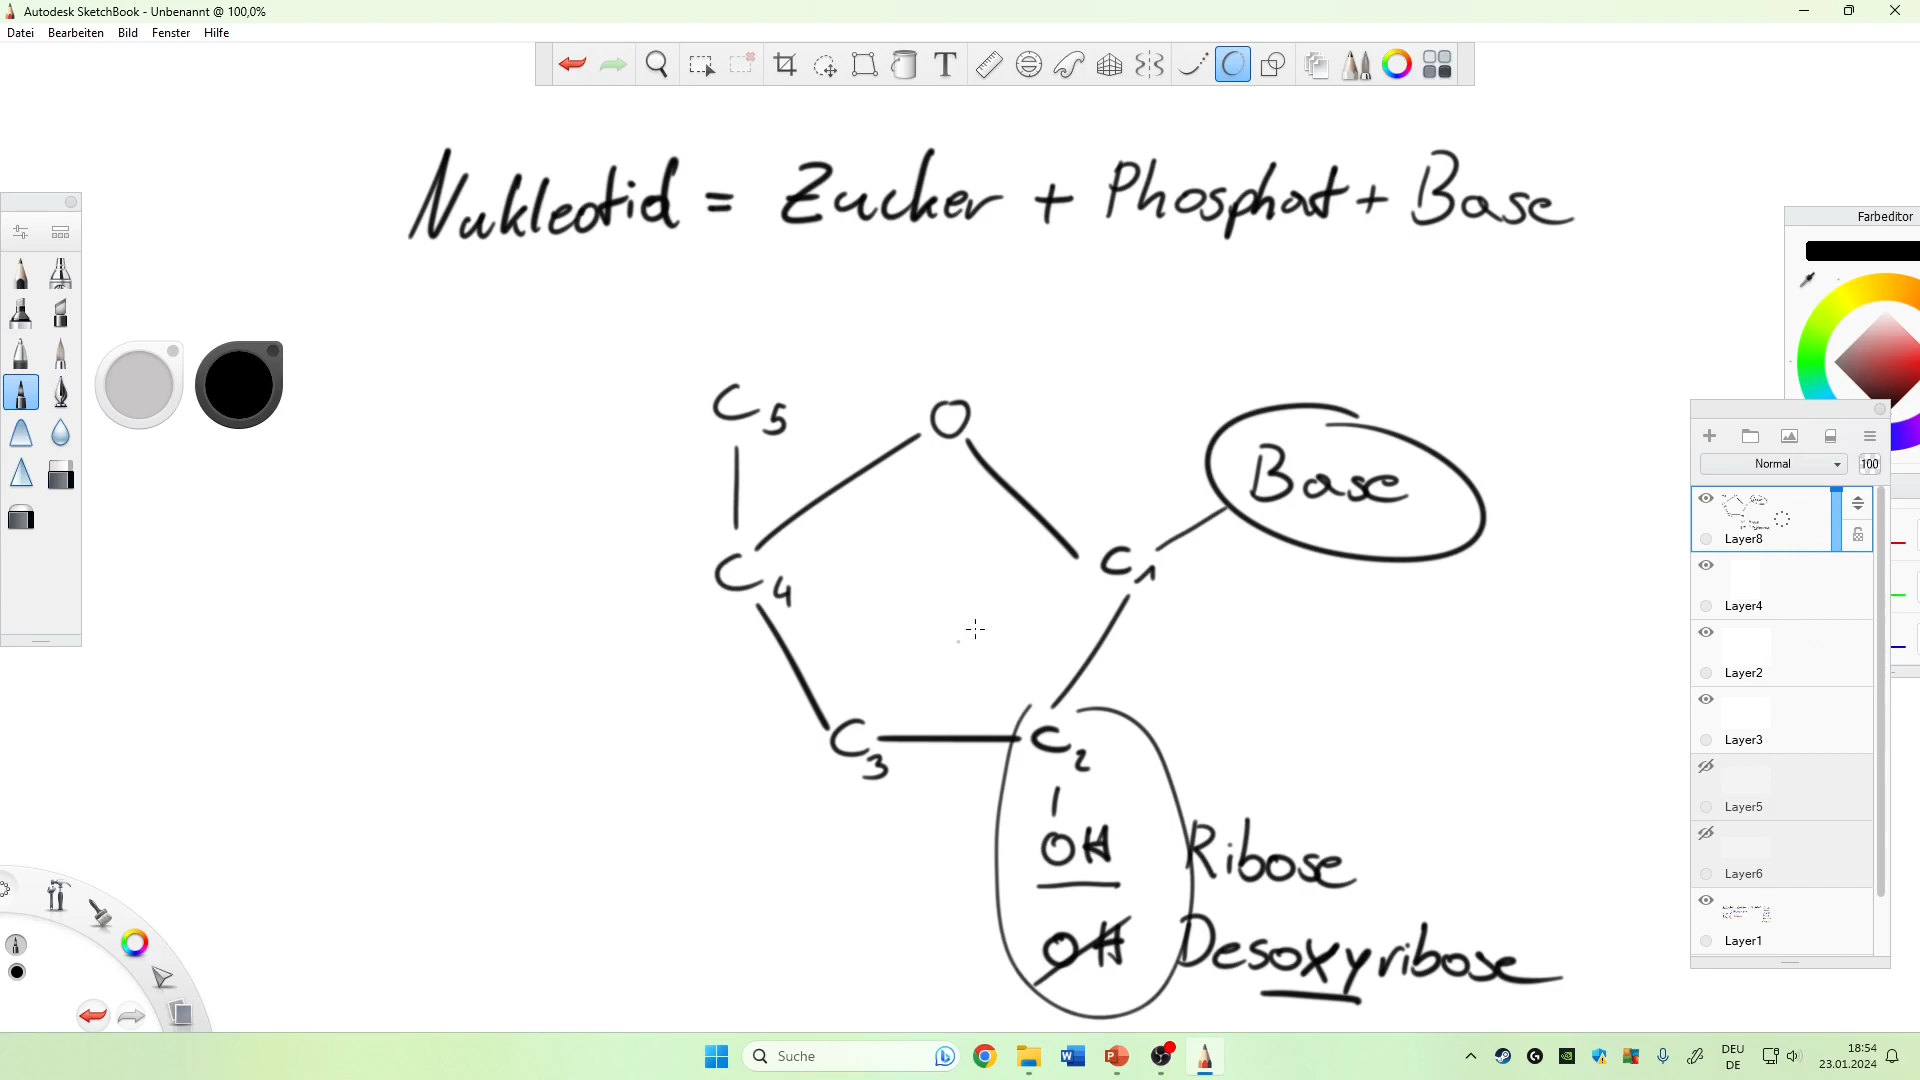 Autodesk SketchBook - Unbenannt @ 100,0%
Datei Bearbeiten Bild Fenster Hilfe
Nukleotid = Zucker + Phosphat + Base
Farbeditor
C5
O
Base
C4
C1
C3
C2
OH Ribose
OH Desoxyribose
Normal 100
Layer8
Layer4
Layer2
Layer3
Layer5
Layer6
Layer1
Suche
DEU
DE
18:54
23.01.2024